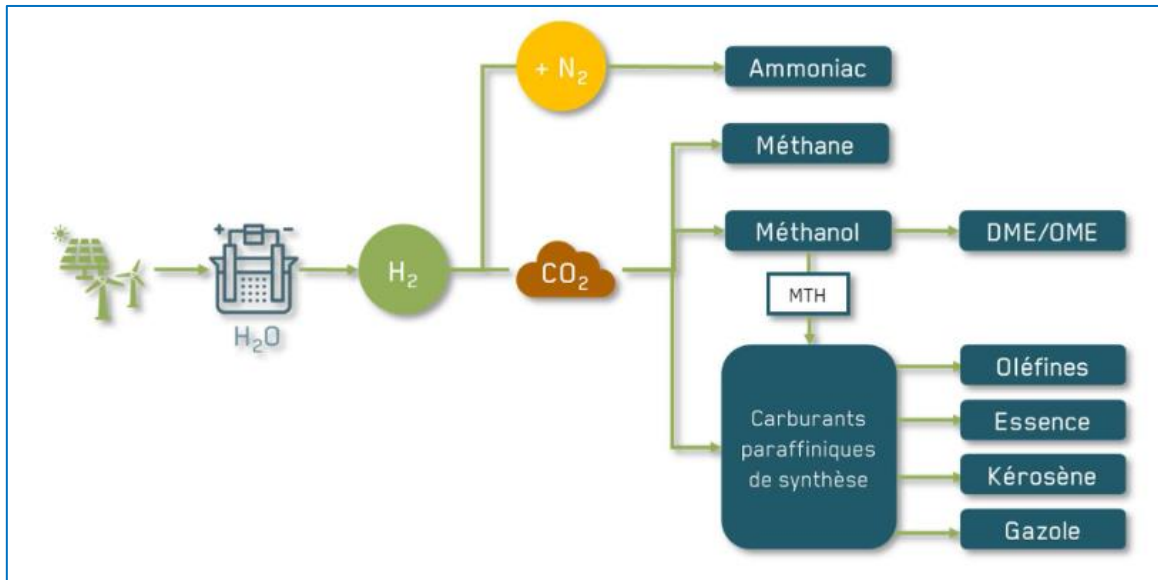 + N₂
Ammoniac
Méthane
Méthanol
DME/OME
+ −
H₂
CO₂
H₂O
MTH
Carburants
paraffiniques
de synthèse
Oléfines
Essence
Kérosène
Gazole